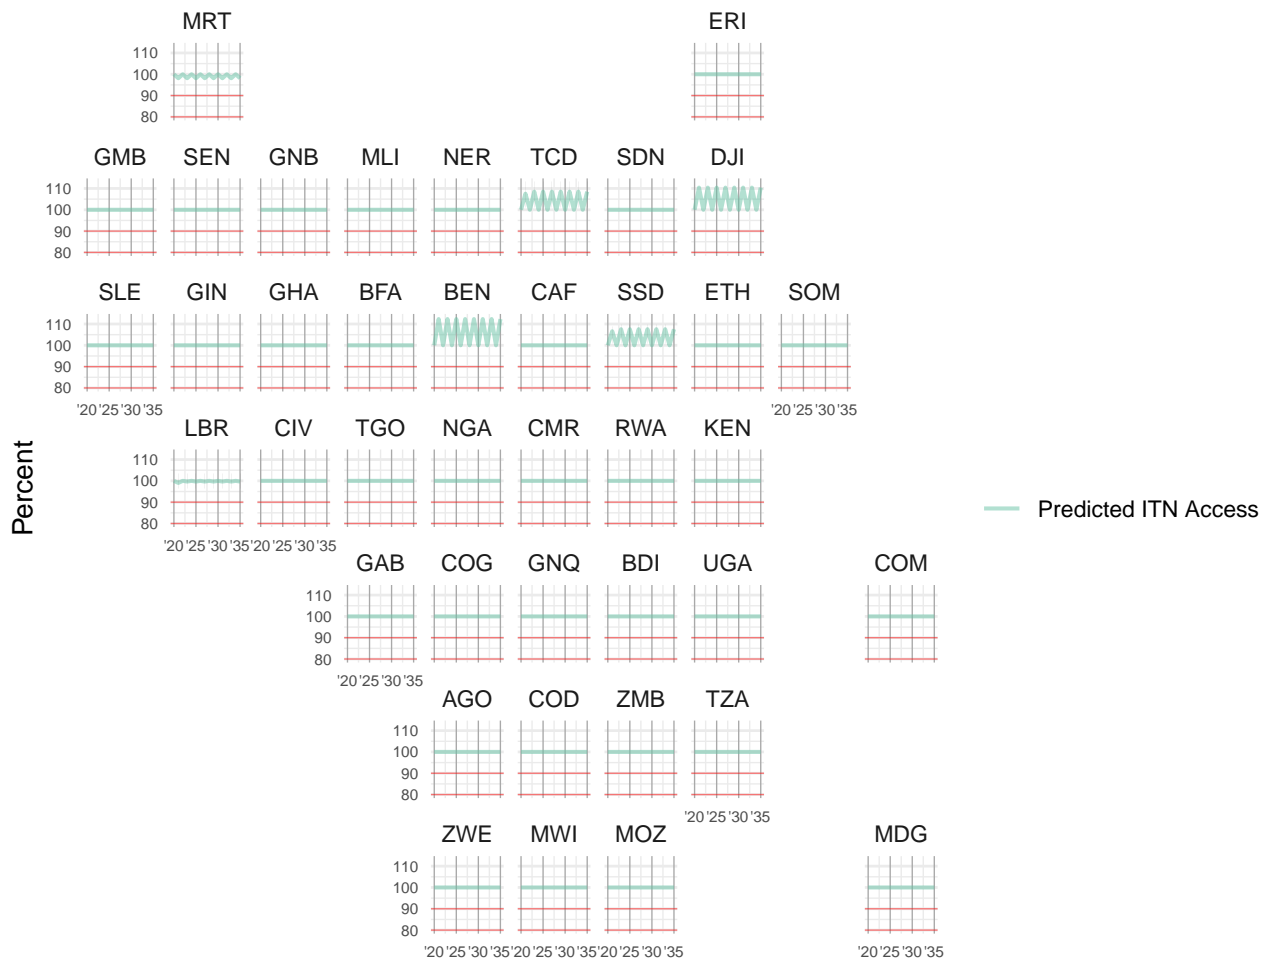 MRT ERI
110
100
90
80
GMB SEN GNB MLI NER TCD SDN DJI
110
100
90
80
SLE GIN GHA BFA BEN CAF SSD ETH SOM
110
100
90
80
'20 '25 '30 '35 '20 '25 '30 '35
LBR CIV TGO NGA CMR RWA KEN
110
100
90
80
Percent
Predicted ITN Access
'20 '25 '30 '35 '20 '25 '30 '35
GAB COG GNQ BDI UGA COM
110
100
90
80
'20 '25 '30 '35
AGO COD ZMB TZA
110
100
90
80
'20 '25 '30 '35
ZWE MWI MOZ MDG
110
100
90
80
'20 '25 '30 '35 '20 '25 '30 '35 '20 '25 '30 '35 '20 '25 '30 '35